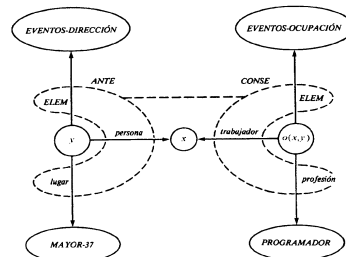 EVENTOS-DIRECCIÓN
EVENTOS-OCUPACIÓN
ANTE
CONSE
ELEM
ELEM
y
persona
x
trabajador
o(x,y)
lugar
profesión
MAYOR-37
PROGRAMADOR